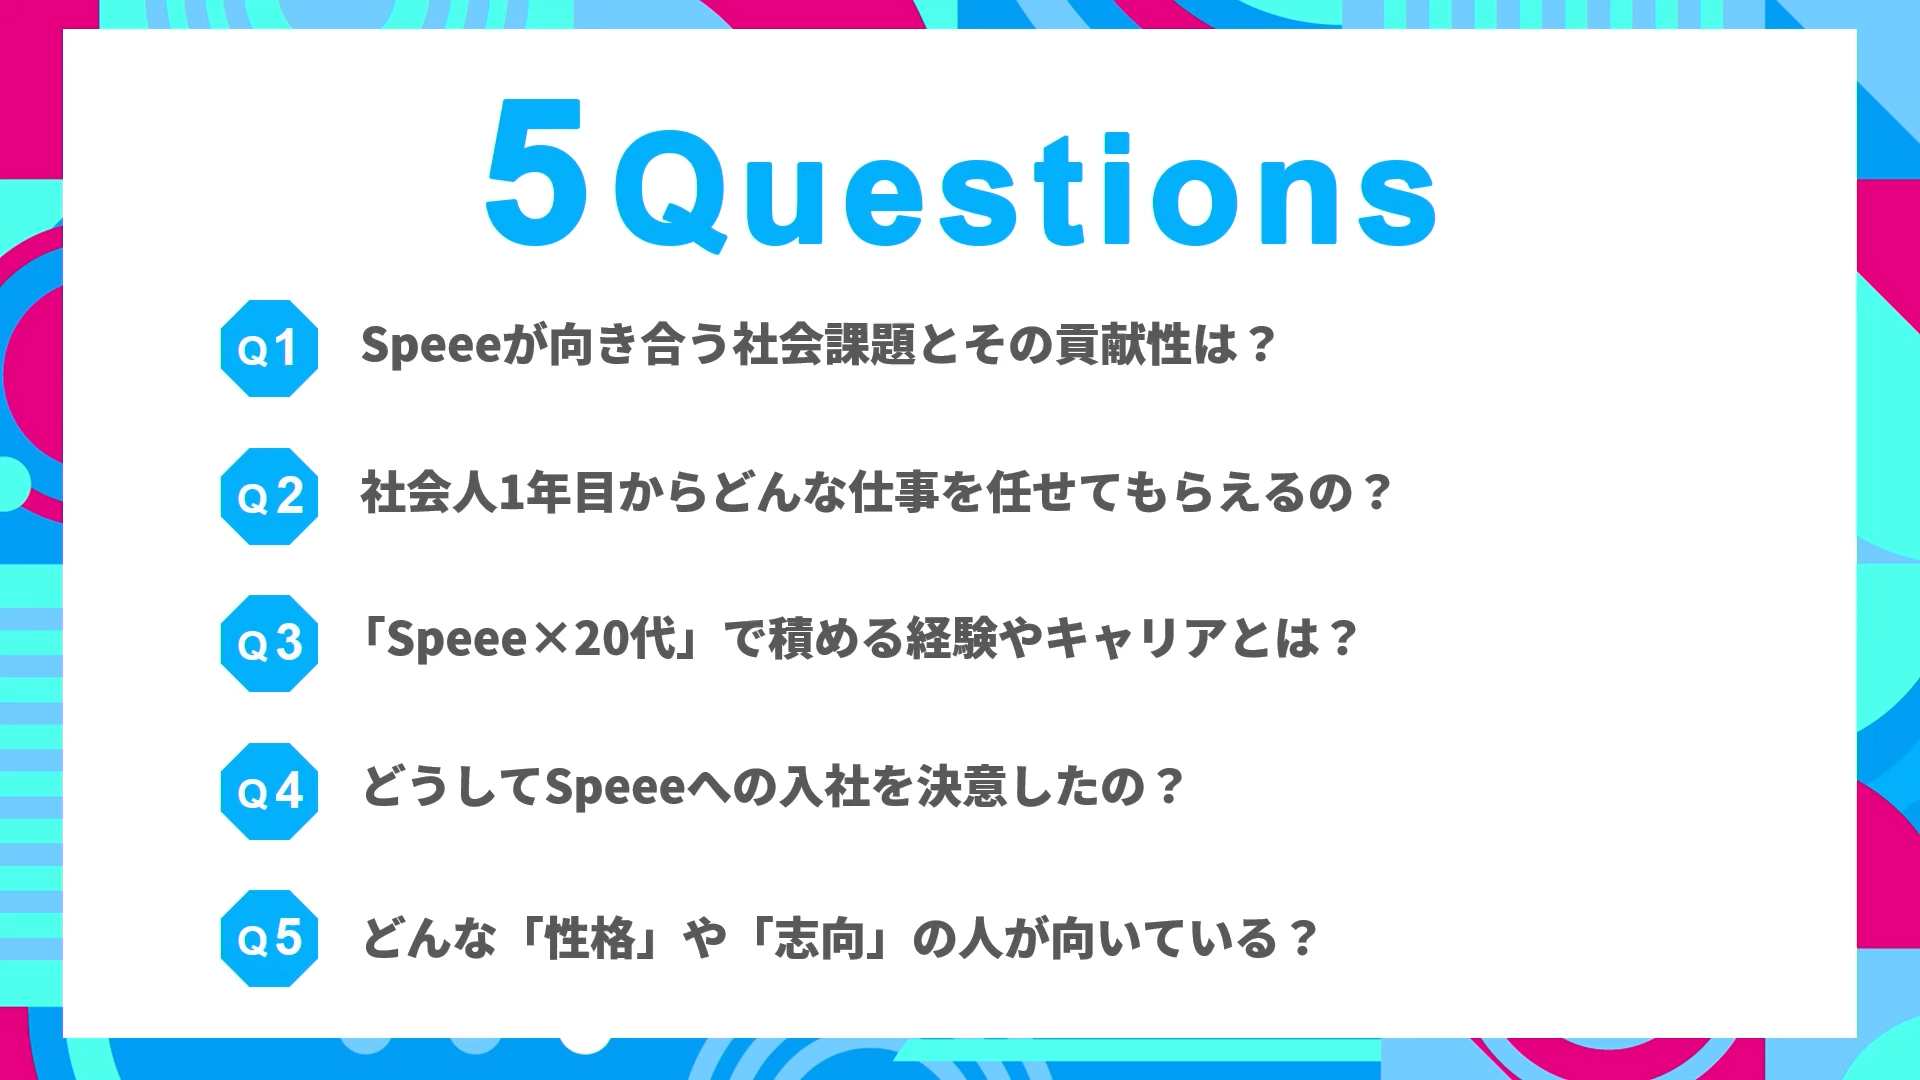 5Questions
Q1 Speeeが向き合う社会課題とその貢献性は？
Q2 社会人1年目からどんな仕事を任せてもらえるの？
Q3 「Speee×20代」で積める経験やキャリアとは？
Q4 どうしてSpeeeへの入社を決意したの？
Q5 どんな「性格」や「志向」の人が向いている？